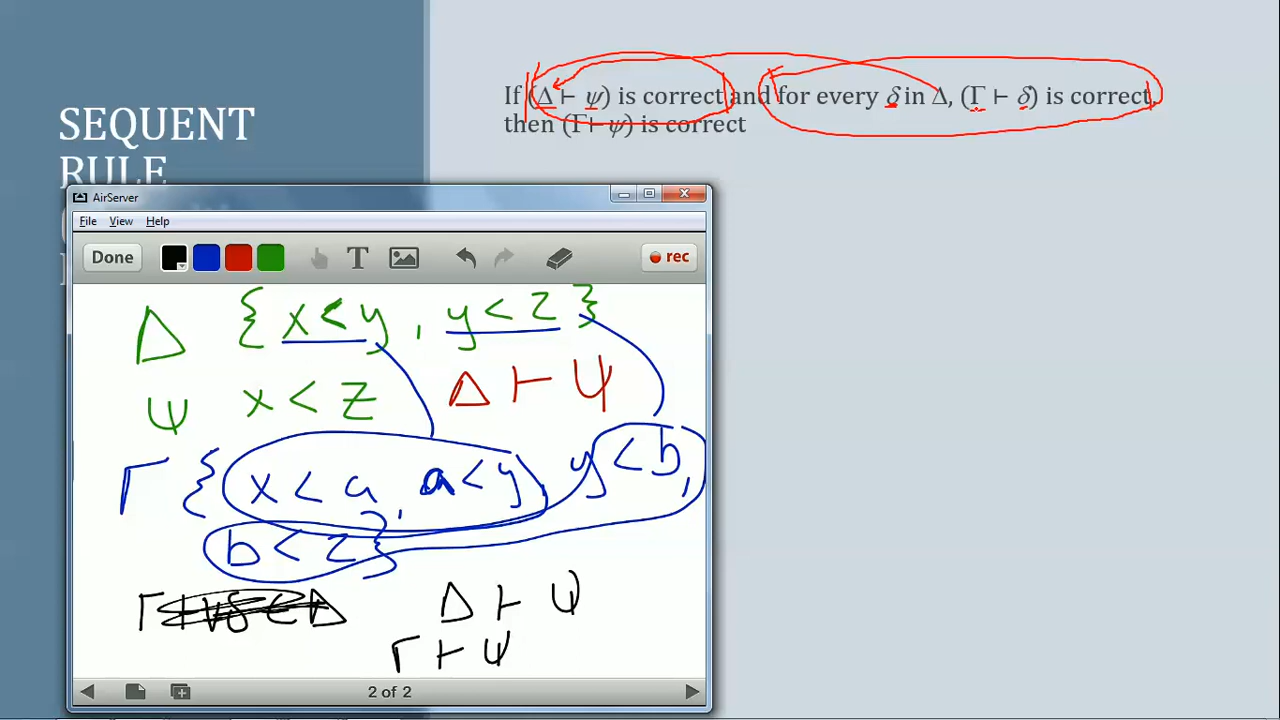 If (Δ ⊢ ψ) is correct and for every δ in Δ, (Γ ⊢ δ) is correct,
then (Γ ⊢ ψ) is correct
SEQUENT
RULE
AirServer
File View Help
Done T rec
Δ {x < y, y < z}
ψ x < z Δ ⊢ ψ
Γ {x < a, a < y, y < b,
b < z}
Γ Δ ⊢ ψ
Γ ⊢ ψ
2 of 2